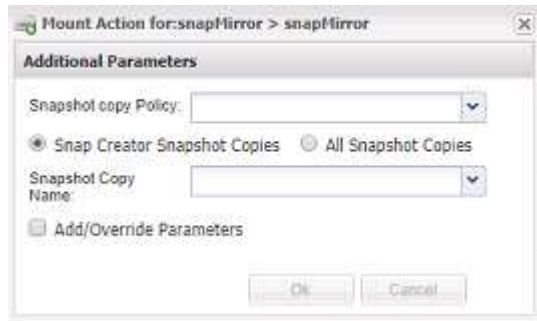 Mount Action for:snapMirror > snapMirror
Additional Parameters
Snapshot copy Policy:
Snap Creator Snapshot Copies All Snapshot Copies
Snapshot Copy
Name:
Add/Override Parameters
Ok Cancel